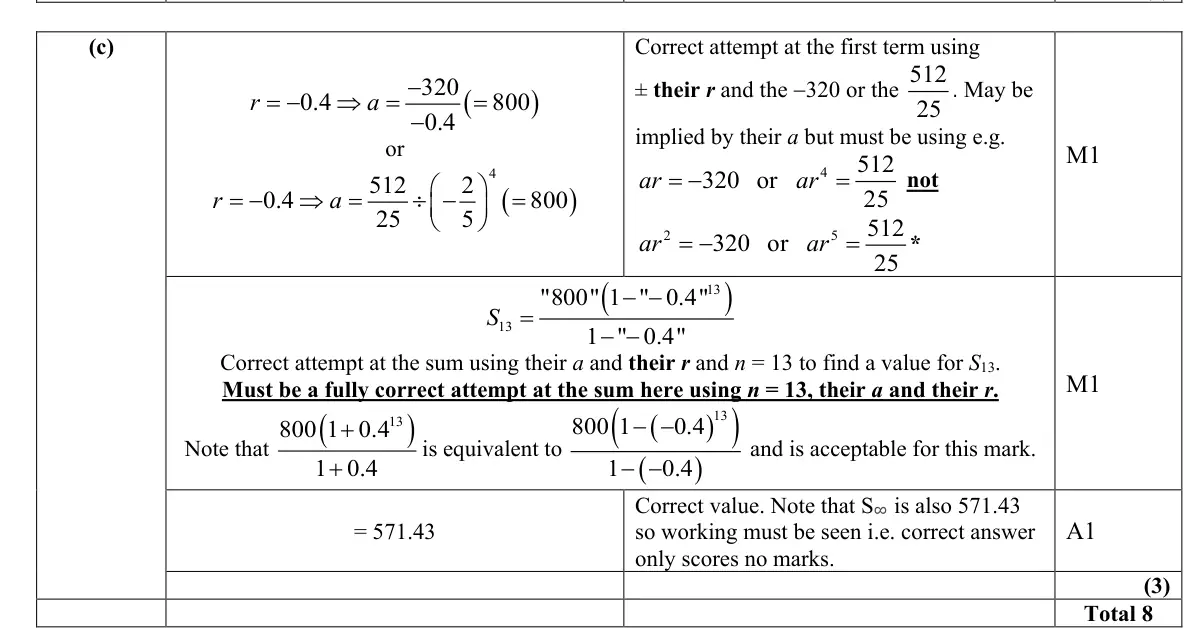 (c)
r = −0.4 ⇒ a = −320/−0.4 (= 800)
or
r = −0.4 ⇒ a = 512/25 ÷ (−2/5)^4 (= 800)
Correct attempt at the first term using
± their r and the −320 or the 512/25. May be
implied by their a but must be using e.g.
ar = −320 or ar^4 = 512/25 not
ar^2 = −320 or ar^5 = 512/25 *
M1
S_13 = "800"(1−"−0.4"^13)/1−"−0.4"
Correct attempt at the sum using their a and their r and n = 13 to find a value for S_13.
Must be a fully correct attempt at the sum here using n = 13, their a and their r.
Note that 800(1+0.4^13)/1+0.4 is equivalent to 800(1−(−0.4)^13)/1−(−0.4) and is acceptable for this mark.
M1
= 571.43
Correct value. Note that S_∞ is also 571.43
so working must be seen i.e. correct answer
only scores no marks.
A1
(3)
Total 8